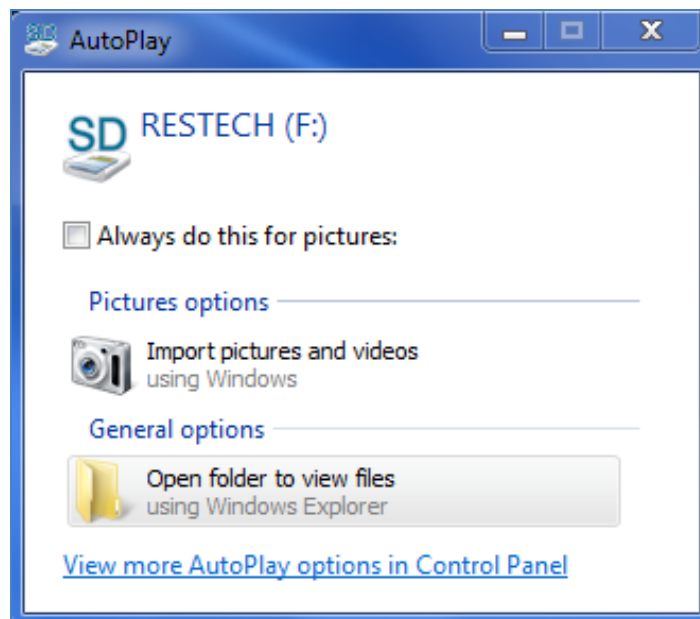 AutoPlay
SD RESTECH (F:)
Always do this for pictures:
Pictures options
Import pictures and videos
using Windows
General options
Open folder to view files
using Windows Explorer
View more AutoPlay options in Control Panel